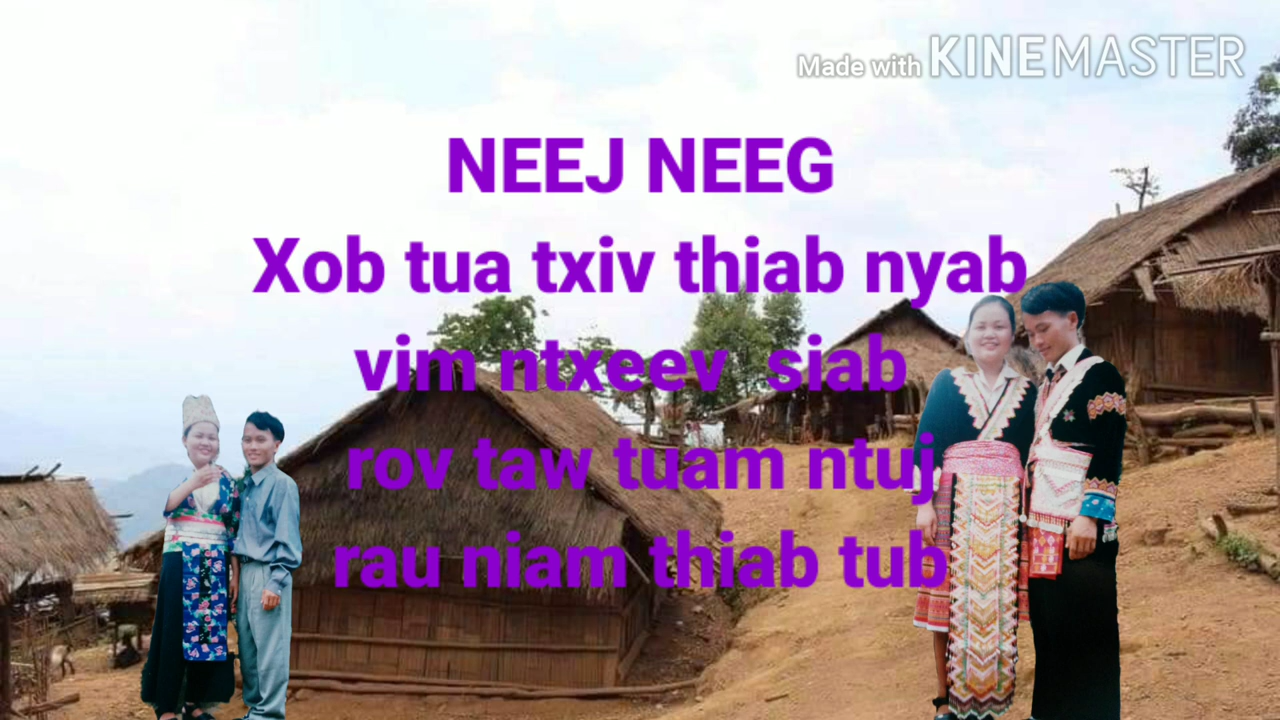 Made with KINEMASTER
NEEJ NEEG
Xob tua txiv thiab nyab
vim ntxeev siab
rov taw tuam ntuj
rau niam thiab tub